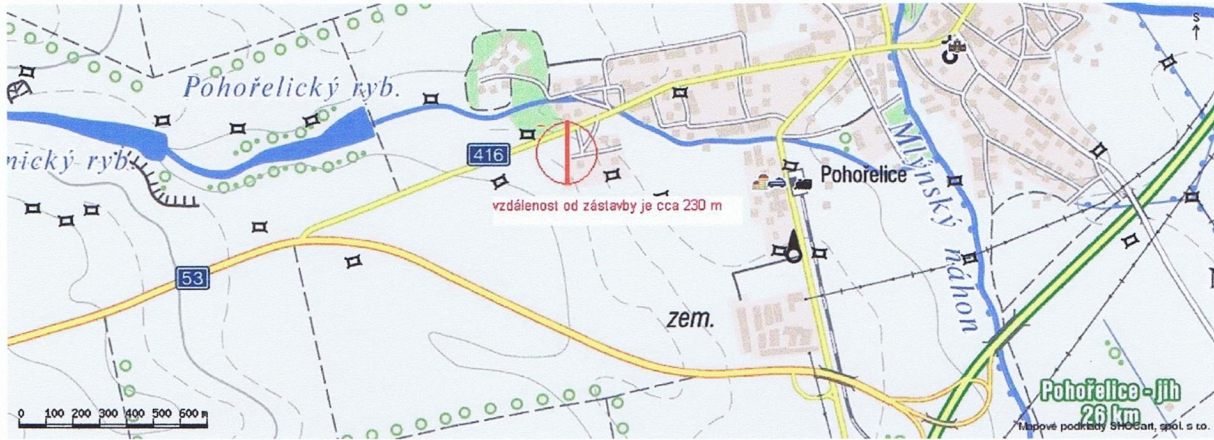 S
Pohořelický ryb.
nický ryb.
416
Pohořelice
Mlýnský náhon
vzdálenost od zástavby je cca 230 m
53
zem.
Pohořelice - jih
26 km
0 100 200 300 400 500 600 m
Mapové podklady SHOCart, spol. s r.o.